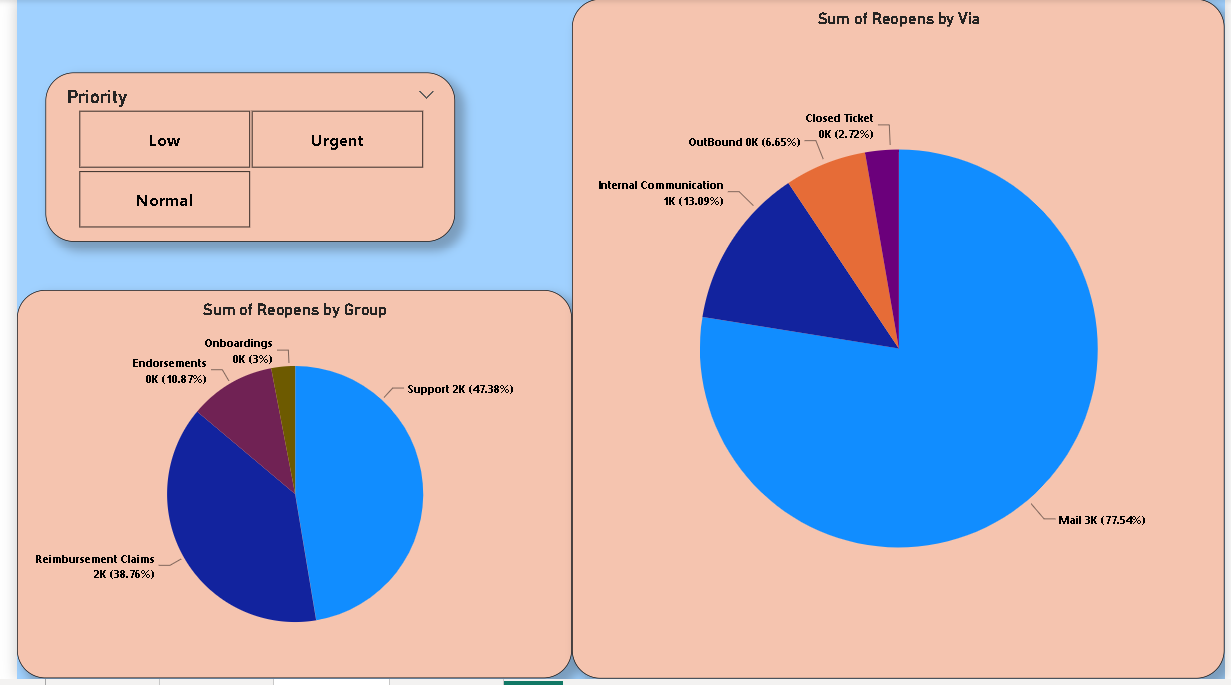 Priority
Low
Urgent
Normal
Sum of Reopens by Group
Onboardings
0K (3%)
Endorsements
0K (10.87%)
Support 2K (47.38%)
Reimbursement Claims
2K (38.76%)
Sum of Reopens by Via
Closed Ticket
0K (2.72%)
OutBound 0K (6.65%)
Internal Communication
1K (13.09%)
Mail 3K (77.54%)